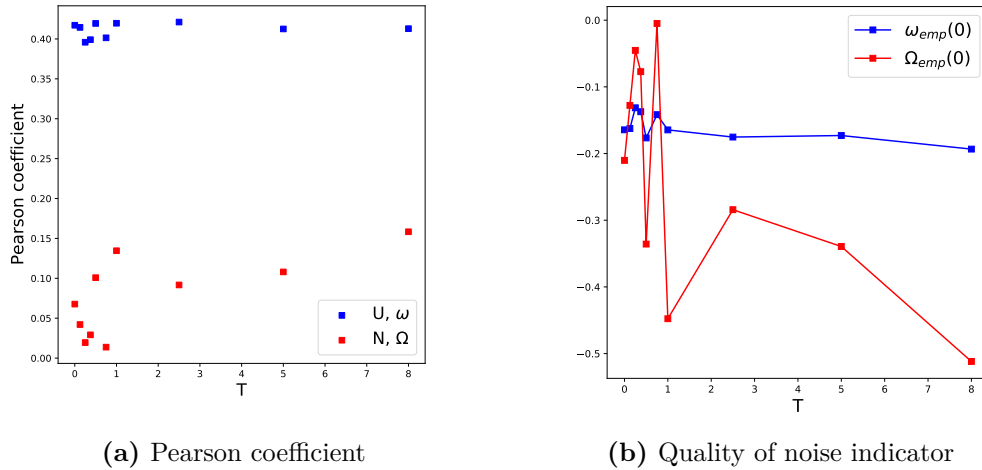 0.40
0.35
0.30
0.25
0.20
0.15
0.10
0.05
0.00
Pearson coefficient
0 1 2 3 4 5 6 7 8
T
U, ω
N, Ω
(a) Pearson coefficient
0.0
−0.1
−0.2
−0.3
−0.4
−0.5
0 1 2 3 4 5 6 7 8
T
ω_emp(0)
Ω_emp(0)
(b) Quality of noise indicator